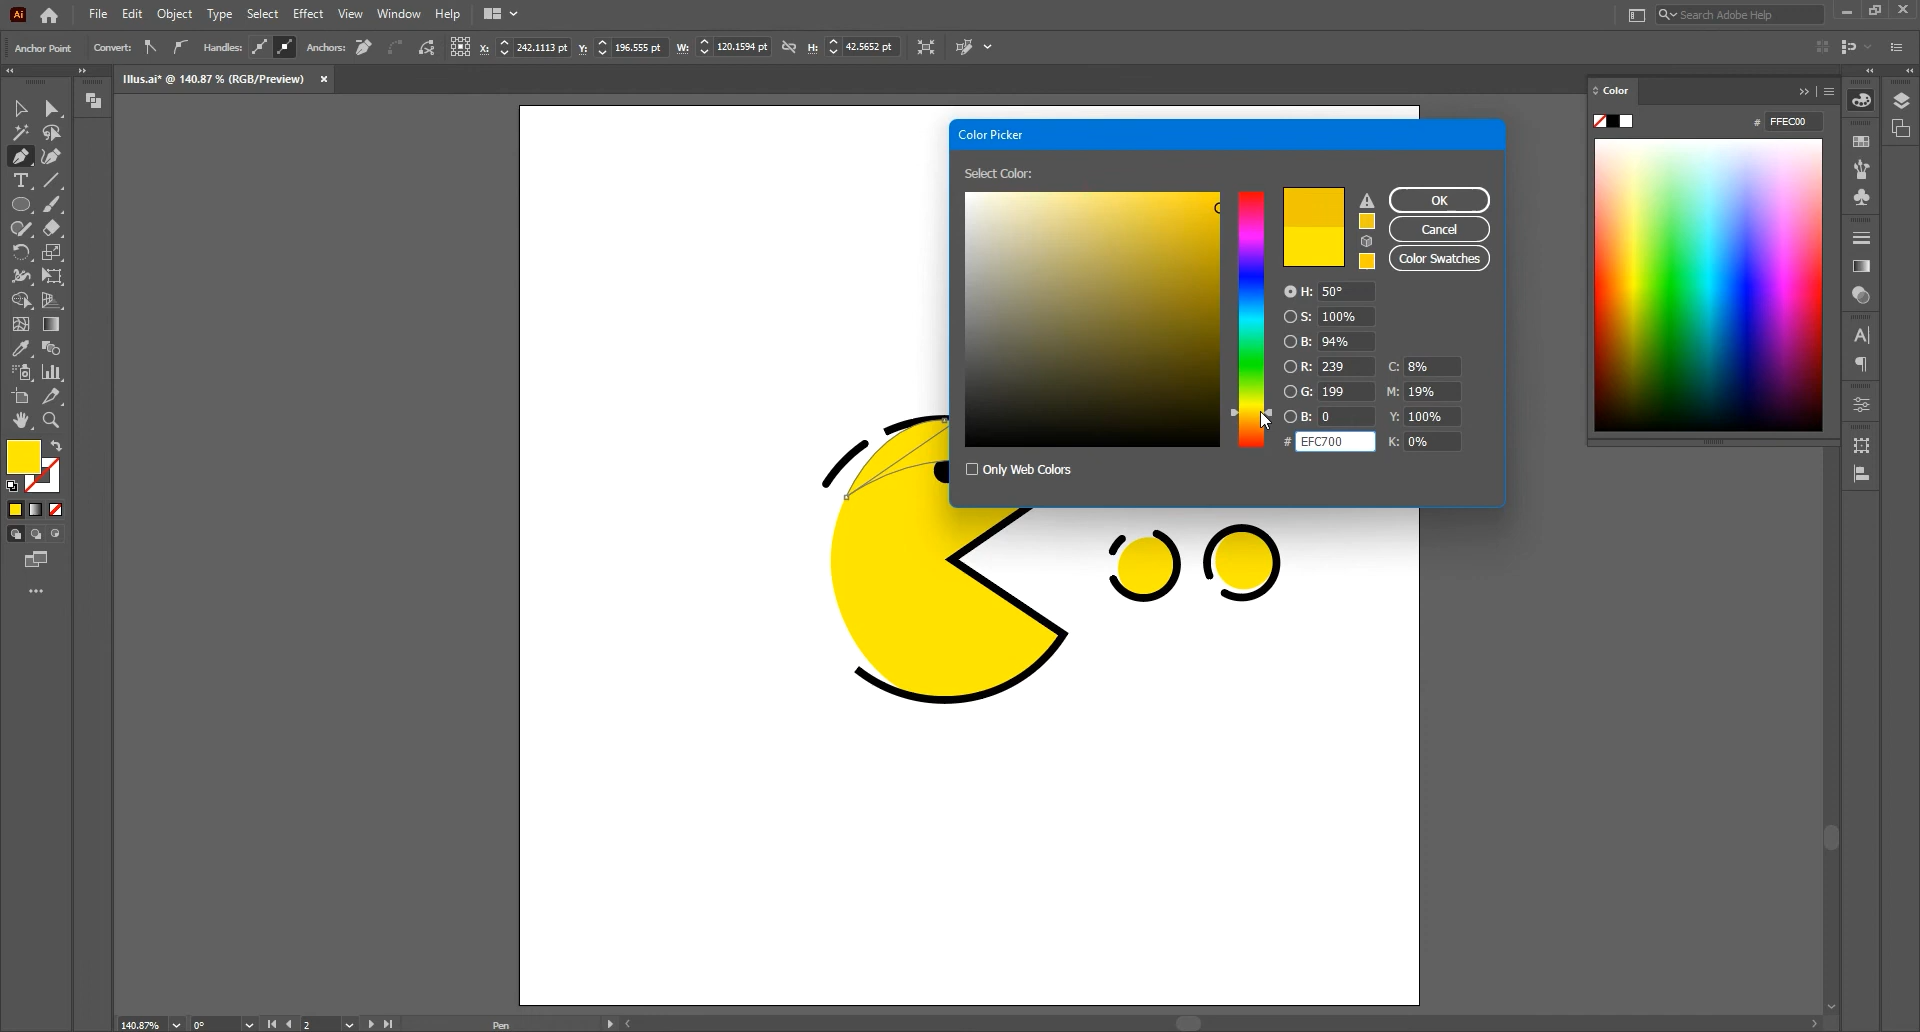 Ai File Edit Object Type Select Effect View Window Help Search Adobe Help
Anchor Point Convert: Handles: Anchors: X: 242.1113 pt Y: 196.555 pt W: 120.1594 pt H: 42.5652 pt
Illus.ai* @ 140.87 % (RGB/Preview) ×
Color
# FFEC00
Color Picker
Select Color:
OK
Cancel
Color Swatches
H: 50°
S: 100%
B: 94%
R: 239 C: 8%
G: 199 M: 19%
B: 0 Y: 100%
# EFC700 K: 0%
Only Web Colors
140.87% 0° 2 Pen